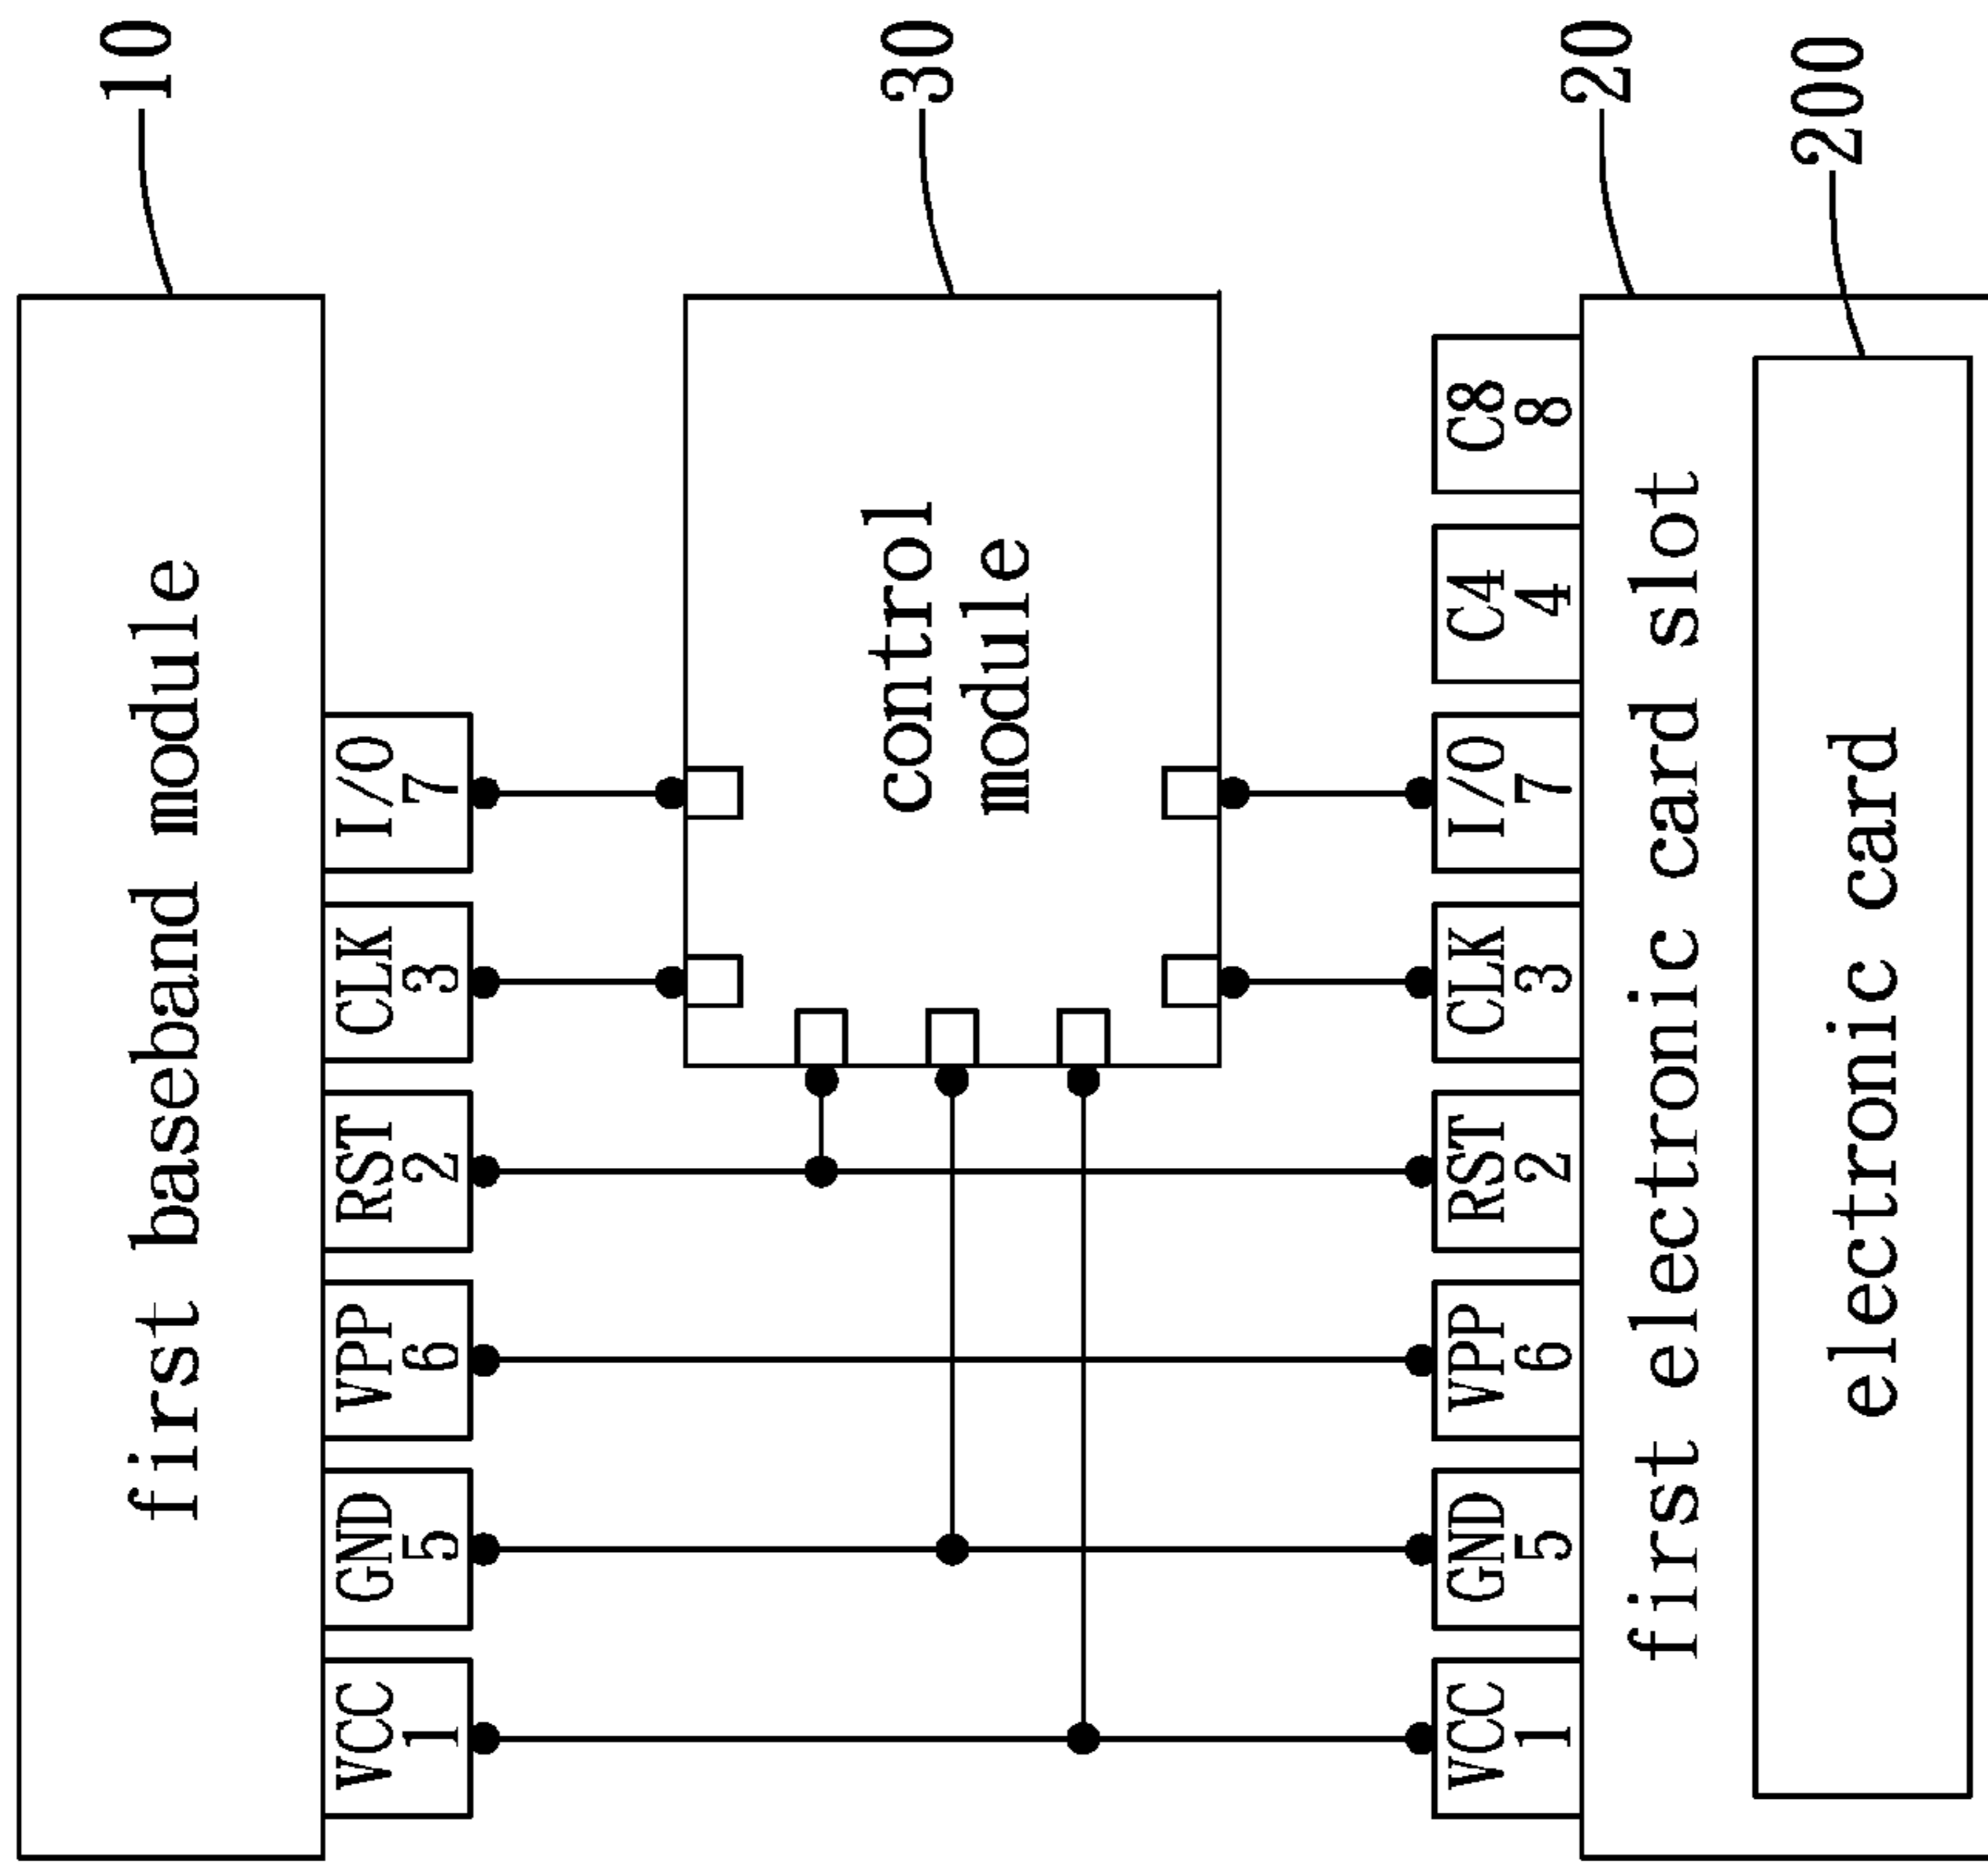 first baseband module
10
VCC
1
GND
5
VPP
6
RST
2
CLK
3
I/O
7
control
module
30
VCC
1
GND
5
VPP
6
RST
2
CLK
3
I/O
7
C4
4
C8
8
first electronic card slot
20
electronic card
200